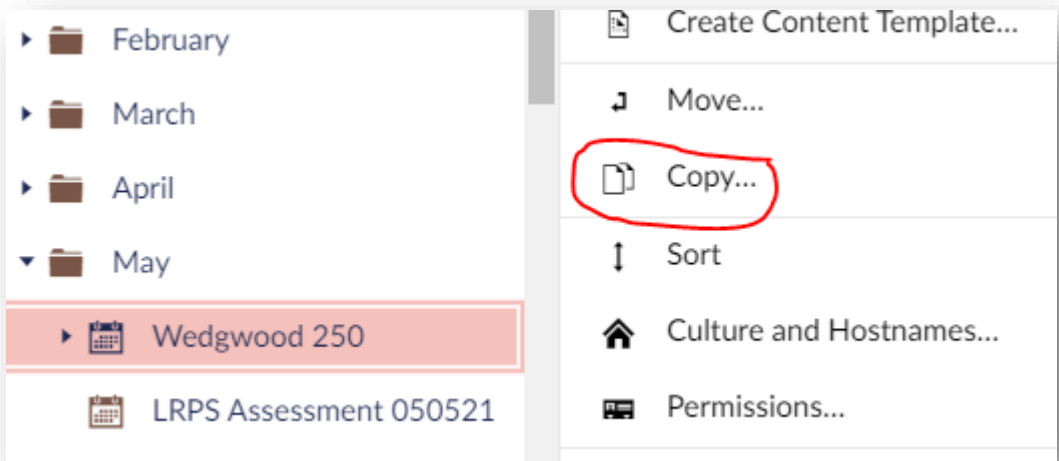 February
March
April
May
Wedgwood 250
LRPS Assessment 050521
Create Content Template...
Move...
Copy...
Sort
Culture and Hostnames...
Permissions...